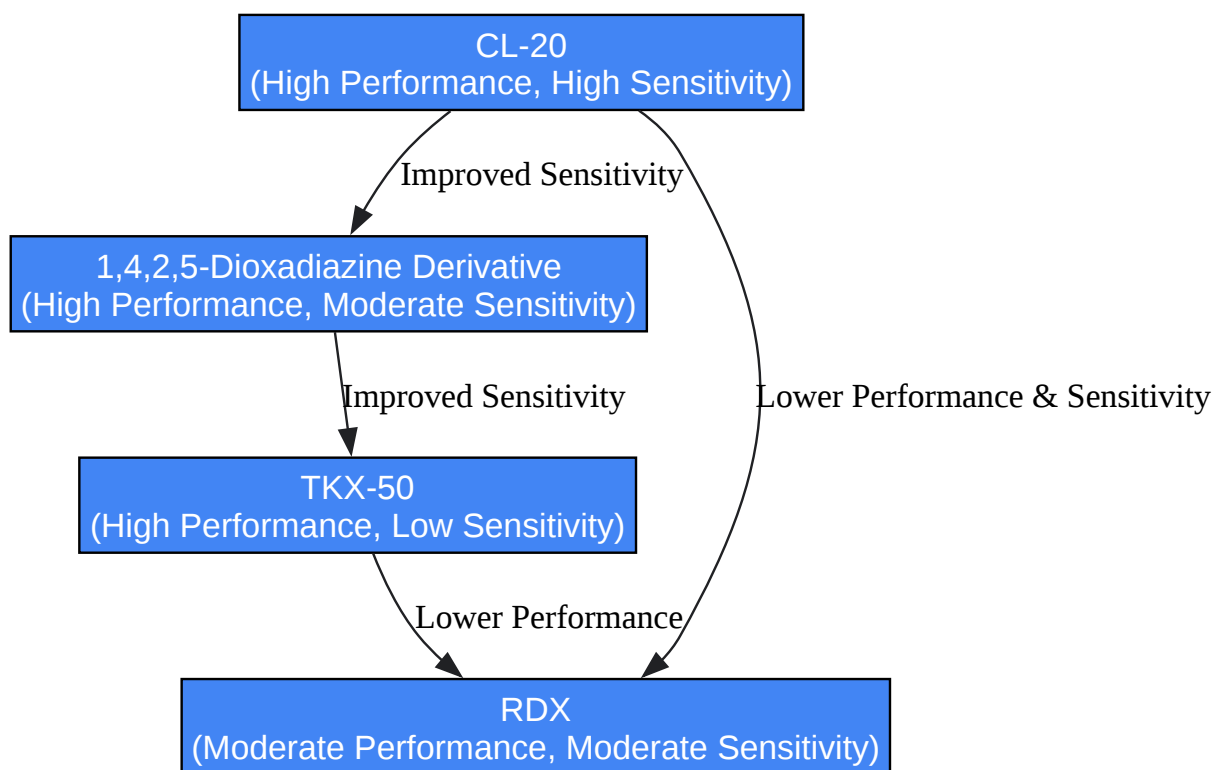 CL-20
(High Performance, High Sensitivity)
Improved Sensitivity
1,4,2,5-Dioxadiazine Derivative
(High Performance, Moderate Sensitivity)
Improved Sensitivity
Lower Performance & Sensitivity
TKX-50
(High Performance, Low Sensitivity)
Lower Performance
RDX
(Moderate Performance, Moderate Sensitivity)